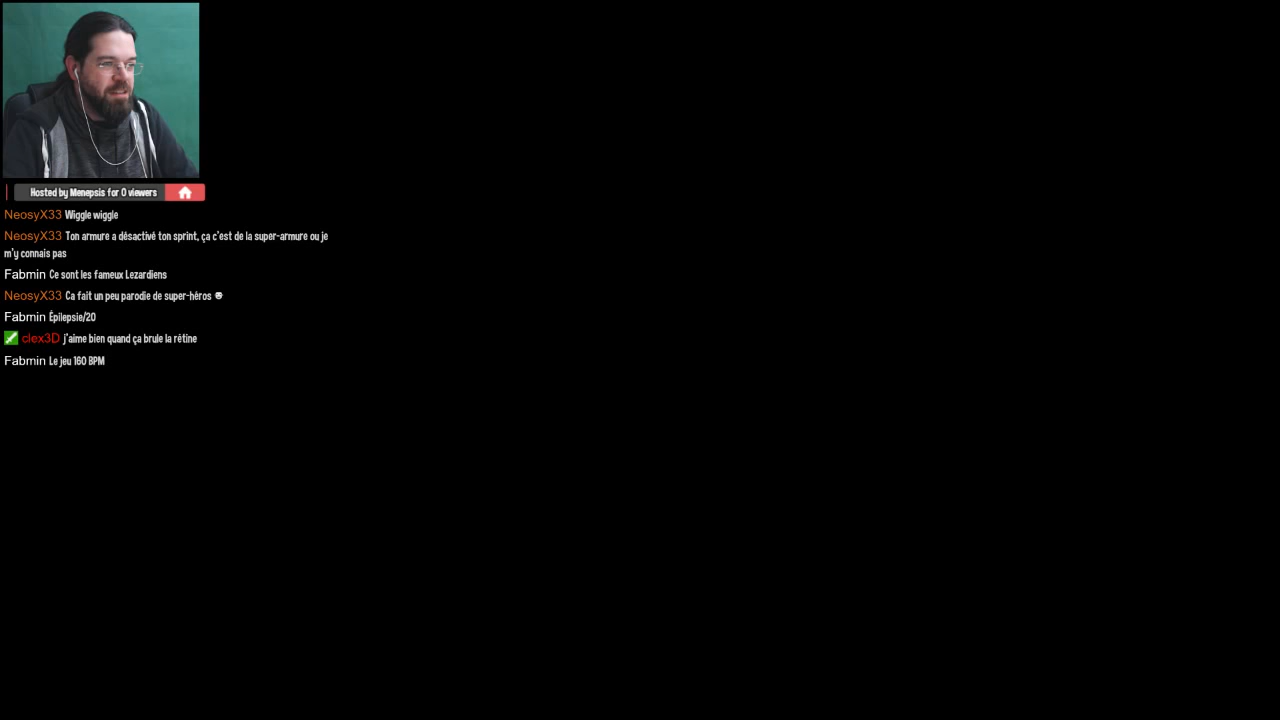 Hosted by Menepsis for 0 viewers
NeosyX33 Wiggle wiggle
NeosyX33 Ton armure a désactivé ton sprint, ça c'est de la super-armure ou je
m'y connais pas
Fabmin Ce sont les fameux Lezardiens
NeosyX33 Ca fait un peu parodie de super-héros
Fabmin Épilepsie/20
clex3D j'aime bien quand ça brule la rétine
Fabmin Le jeu 160 BPM